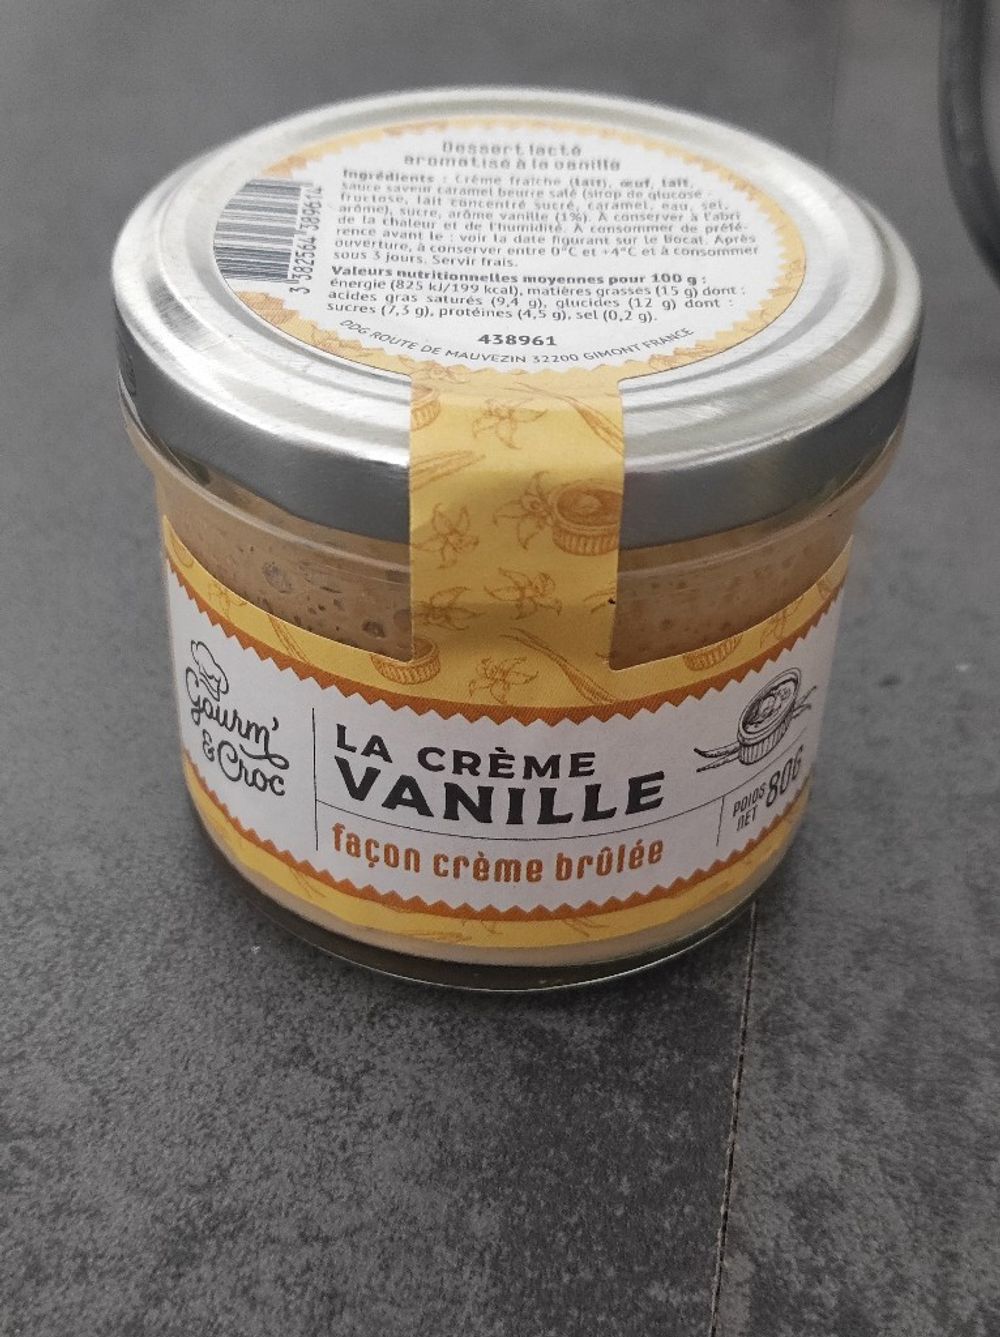 Dessert lacté
aromatisé à la vanille
Ingrédients : Crème fraîche (lait), œuf, lait,
sauce saveur caramel beurre salé (sirop de glucose -
fructose, lait concentré sucré, caramel, eau, sel,
arôme), sucre, arôme vanille (1%). À conserver à l'abri
de la chaleur et de l'humidité. À consommer de préfé-
rence avant le : voir la date figurant sur le bocal. Après
ouverture, à conserver entre 0°C et +4°C et à consommer
sous 3 jours. Servir frais.
Valeurs nutritionnelles moyennes pour 100 g :
énergie (825 kJ/199 kcal), matières grasses (15 g) dont :
acides gras saturés (9,4 g), glucides (12 g) dont :
sucres (7,3 g), protéines (4,5 g), sel (0,2 g).
438961
DDG ROUTE DE MAUVEZIN 32200 GIMONT FRANCE
3 382564 389614
Gourm'
& Croc
LA CRÈME
VANILLE
façon crème brûlée
POIDS
NET 80G